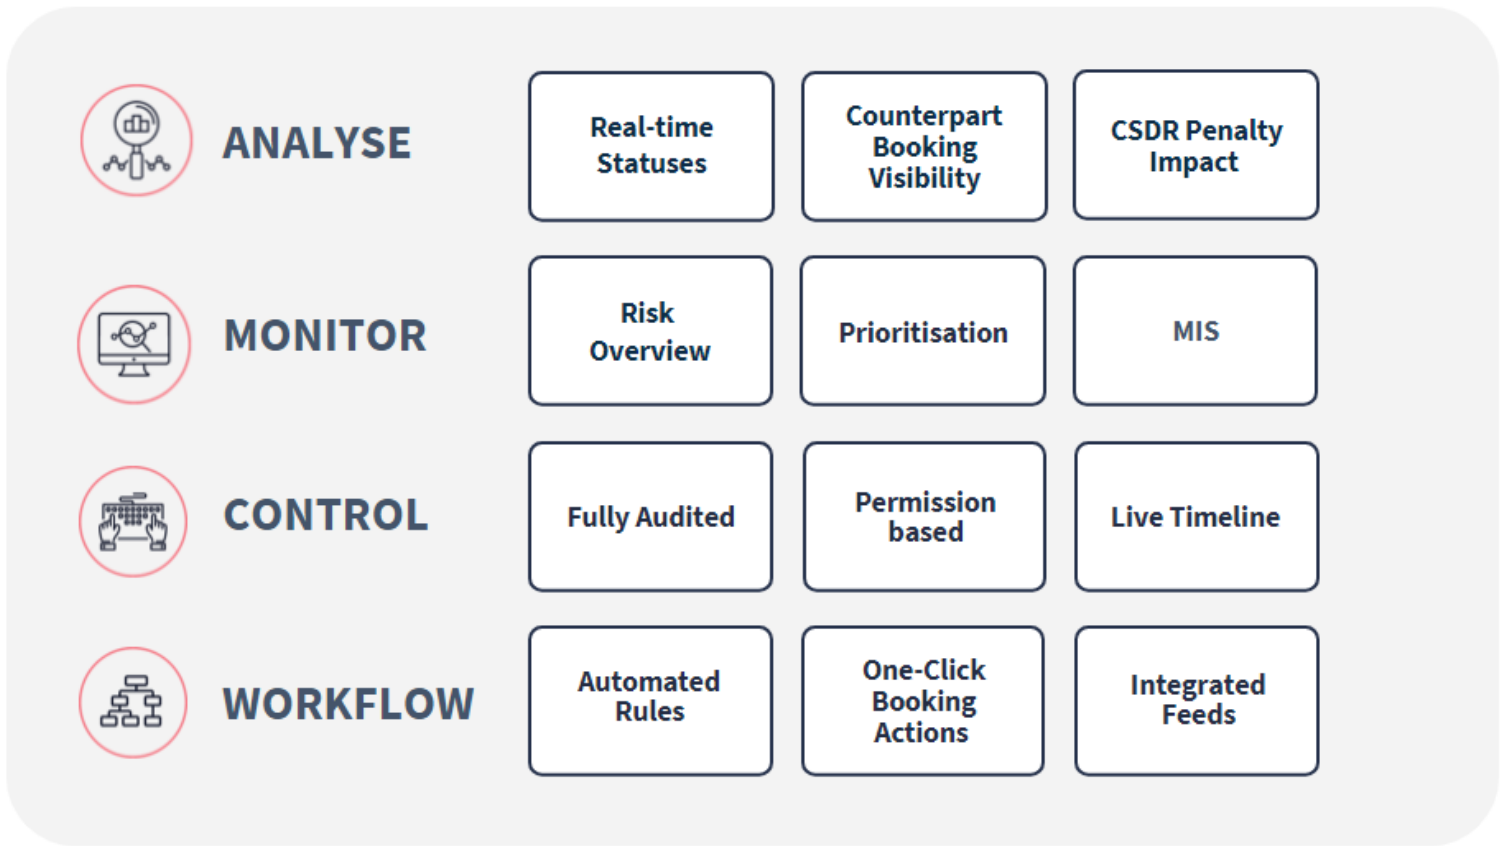 ANALYSE
Real-time
Statuses
Counterpart
Booking
Visibility
CSDR Penalty
Impact
MONITOR
Risk
Overview
Prioritisation
MIS
CONTROL
Fully Audited
Permission
based
Live Timeline
WORKFLOW
Automated
Rules
One-Click
Booking
Actions
Integrated
Feeds